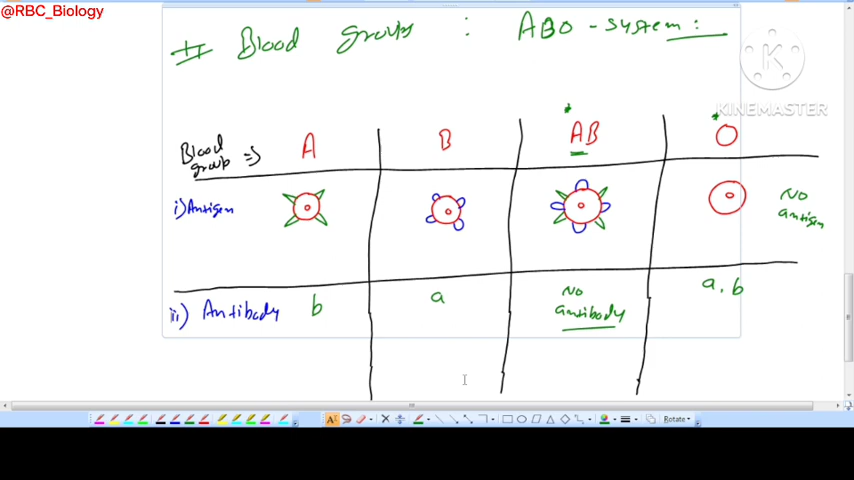 @RBC_Biology
# Blood groups : ABO - system :
KINEMASTER
Blood group => A B AB O
i) Antigen NO antigen
ii) Antibody b a No antibody a, b
Rotate